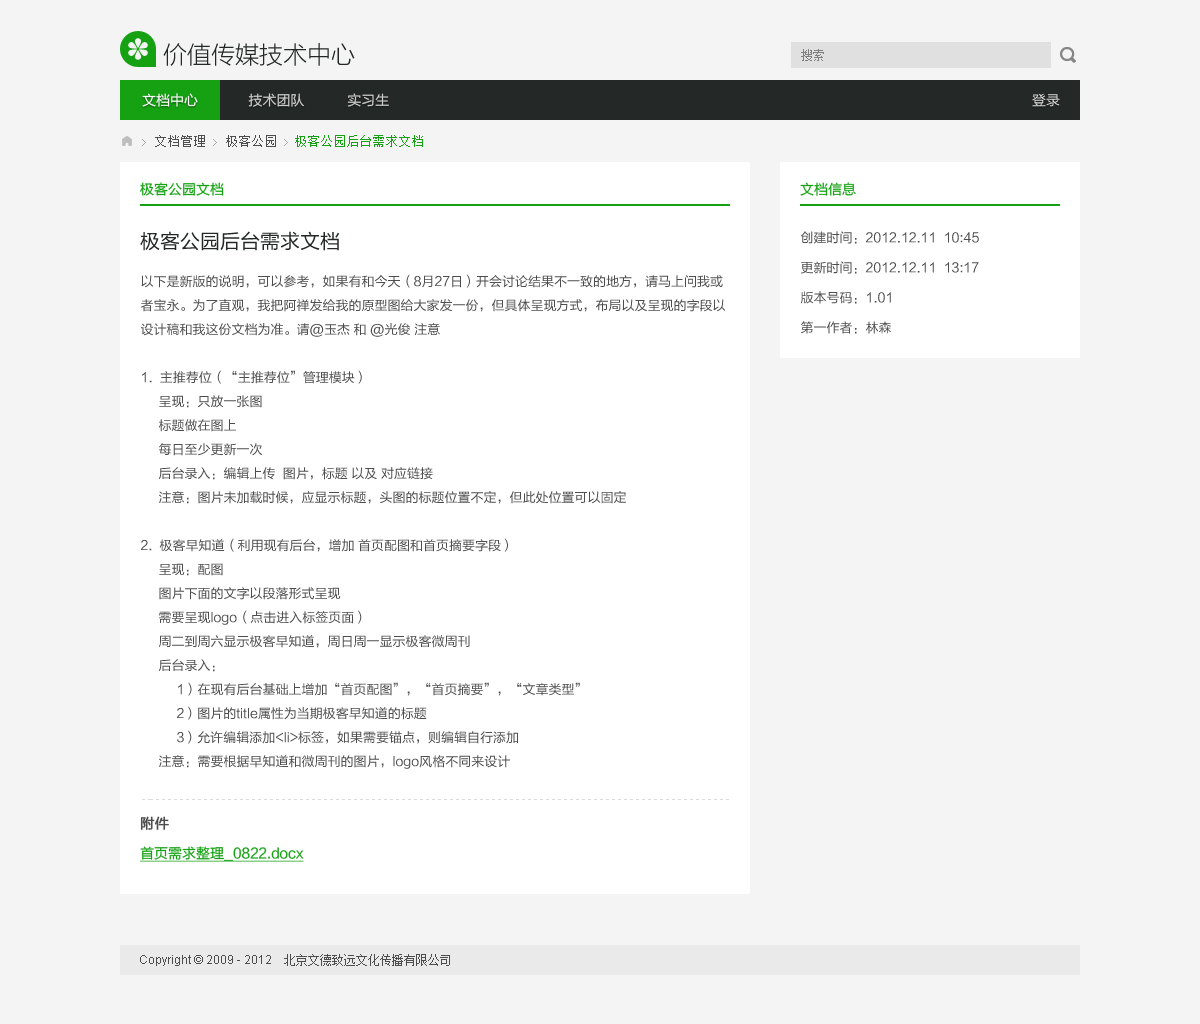 价值传媒技术中心
搜索
文档中心 技术团队 实习生 登录
文档管理 极客公园 极客公园后台需求文档
极客公园文档
极客公园后台需求文档
以下是新版的说明，可以参考，如果有和今天（8月27日）开会讨论结果不一致的地方，请马上问我或
者宝永。为了直观，我把阿禅发给我的原型图给大家发一份，但具体呈现方式，布局以及呈现的字段以
设计稿和我这份文档为准。请@玉杰 和 @光俊 注意
1. 主推荐位（“主推荐位”管理模块）
呈现：只放一张图
标题做在图上
每日至少更新一次
后台录入：编辑上传 图片，标题 以及 对应链接
注意：图片未加载时候，应显示标题，头图的标题位置不定，但此处位置可以固定
2. 极客早知道（利用现有后台，增加 首页配图和首页摘要字段）
呈现：配图
图片下面的文字以段落形式呈现
需要呈现logo（点击进入标签页面）
周二到周六显示极客早知道，周日周一显示极客微周刊
后台录入：
1）在现有后台基础上增加“首页配图”，“首页摘要”，“文章类型”
2）图片的title属性为当期极客早知道的标题
3）允许编辑添加<li>标签，如果需要锚点，则编辑自行添加
注意：需要根据早知道和微周刊的图片，logo风格不同来设计
附件
首页需求整理_0822.docx
文档信息
创建时间：2012.12.11 10:45
更新时间：2012.12.11 13:17
版本号码：1.01
第一作者：林森
Copyright © 2009 - 2012 北京文德致远文化传播有限公司